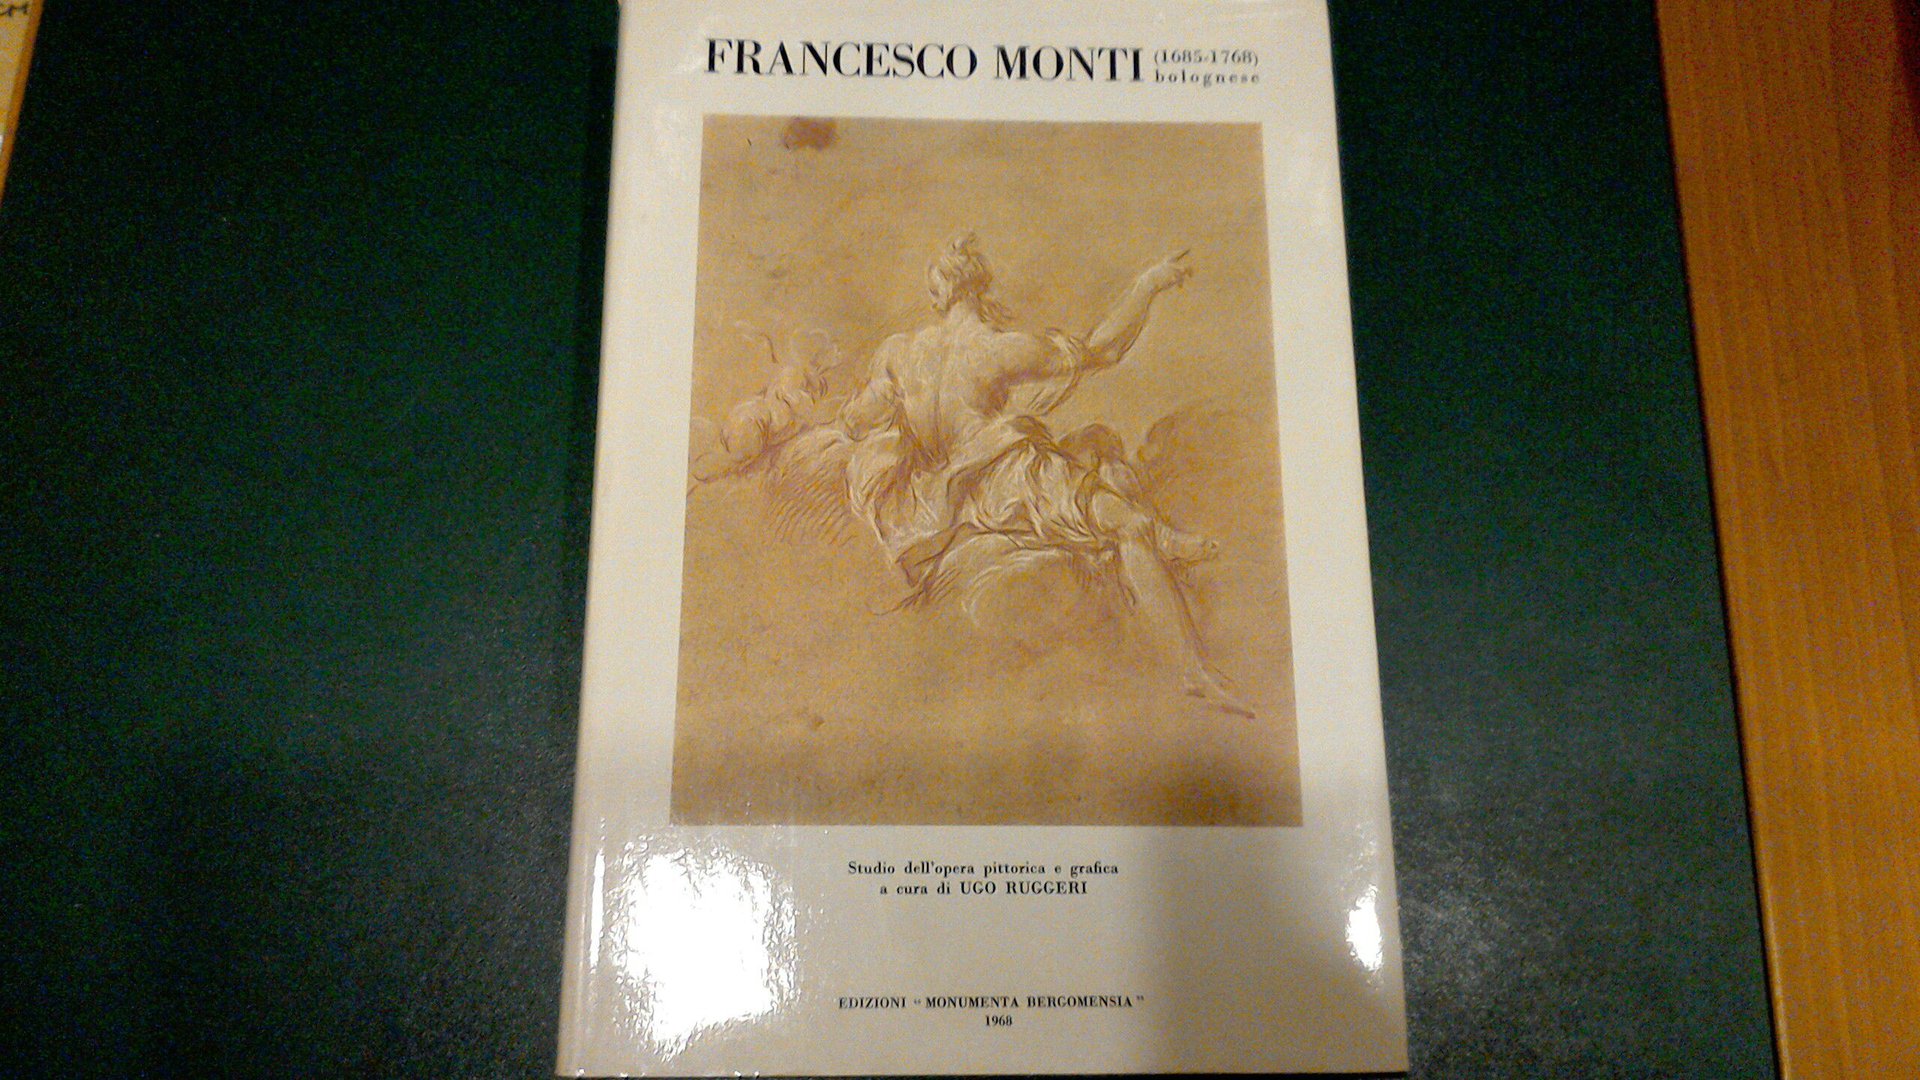 FRANCESCO MONTI (1685-1768)
bolognese
Studio dell'opera pittorica e grafica
a cura di UGO RUGGERI
EDIZIONI “MONUMENTA BERGOMENSIA”
1968